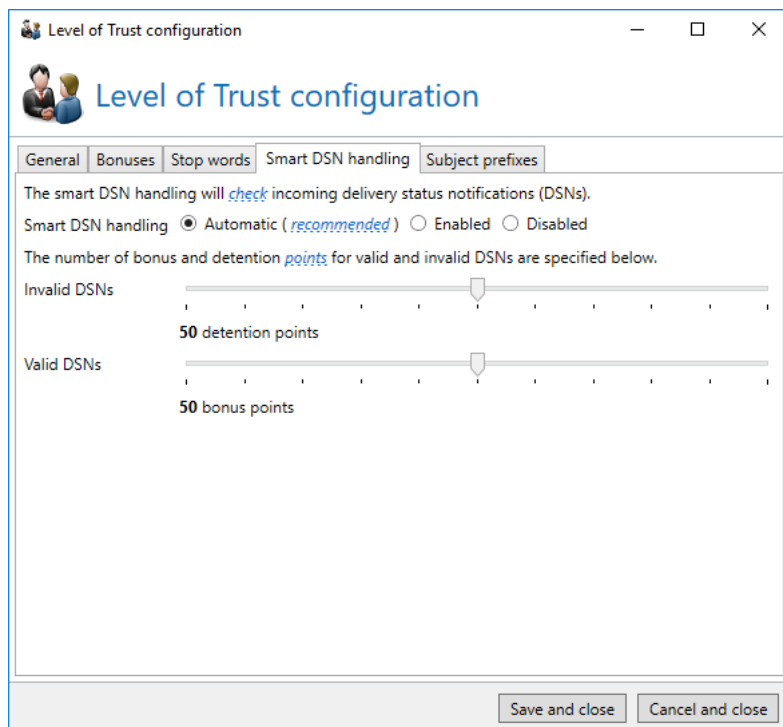 Level of Trust configuration
Level of Trust configuration
General Bonuses Stop words Smart DSN handling Subject prefixes
The smart DSN handling will check incoming delivery status notifications (DSNs).
Smart DSN handling Automatic ( recommended ) Enabled Disabled
The number of bonus and detention points for valid and invalid DSNs are specified below.
Invalid DSNs
50 detention points
Valid DSNs
50 bonus points
Save and close Cancel and close